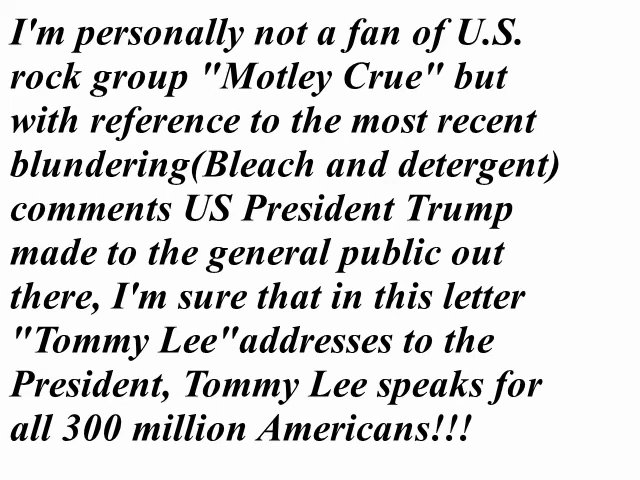 I'm personally not a fan of U.S.
rock group "Motley Crue" but
with reference to the most recent
blundering(Bleach and detergent)
comments US President Trump
made to the general public out
there, I'm sure that in this letter
"Tommy Lee"addresses to the
President, Tommy Lee speaks for
all 300 million Americans!!!